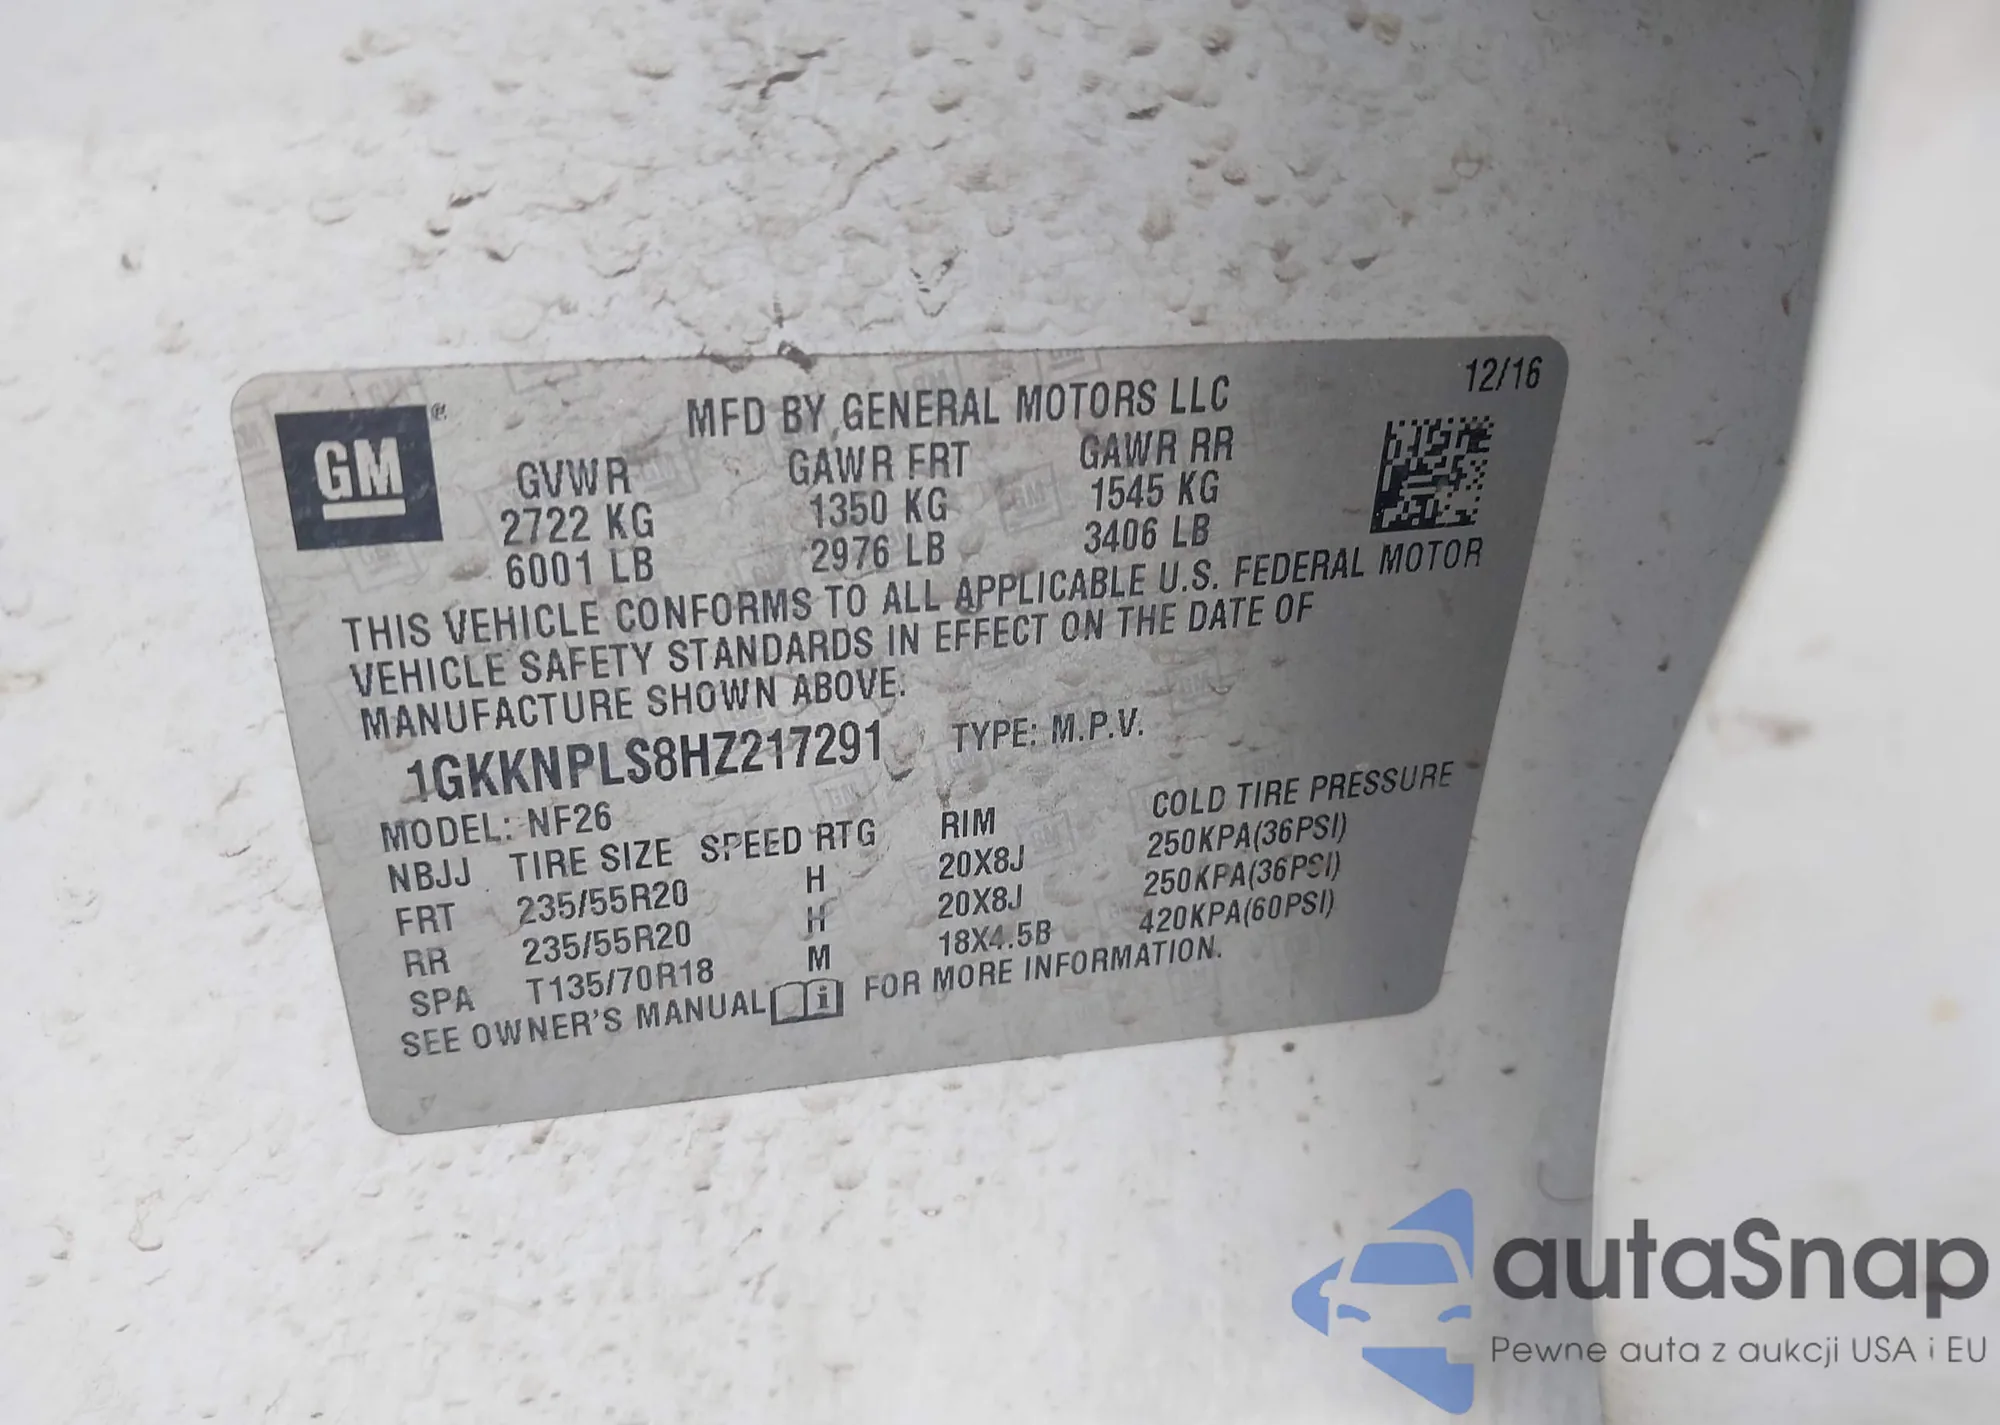 12/16
GM®
MFD BY GENERAL MOTORS LLC
GVWR GAWR FRT GAWR RR
2722 KG 1350 KG 1545 KG
6001 LB 2976 LB 3406 LB
THIS VEHICLE CONFORMS TO ALL APPLICABLE U.S. FEDERAL MOTOR
VEHICLE SAFETY STANDARDS IN EFFECT ON THE DATE OF
MANUFACTURE SHOWN ABOVE.
1GKKNPLS8HZ217291 TYPE: M.P.V.
MODEL: NF26
NBJJ TIRE SIZE SPEED RTG RIM COLD TIRE PRESSURE
FRT 235/55R20 H 20X8J 250KPA(36PSI)
RR 235/55R20 H 20X8J 250KPA(36PSI)
SPA T135/70R18 M 18X4.5B 420KPA(60PSI)
SEE OWNER'S MANUAL i FOR MORE INFORMATION.
autaSnap
Pewne auta z aukcji USA i EU